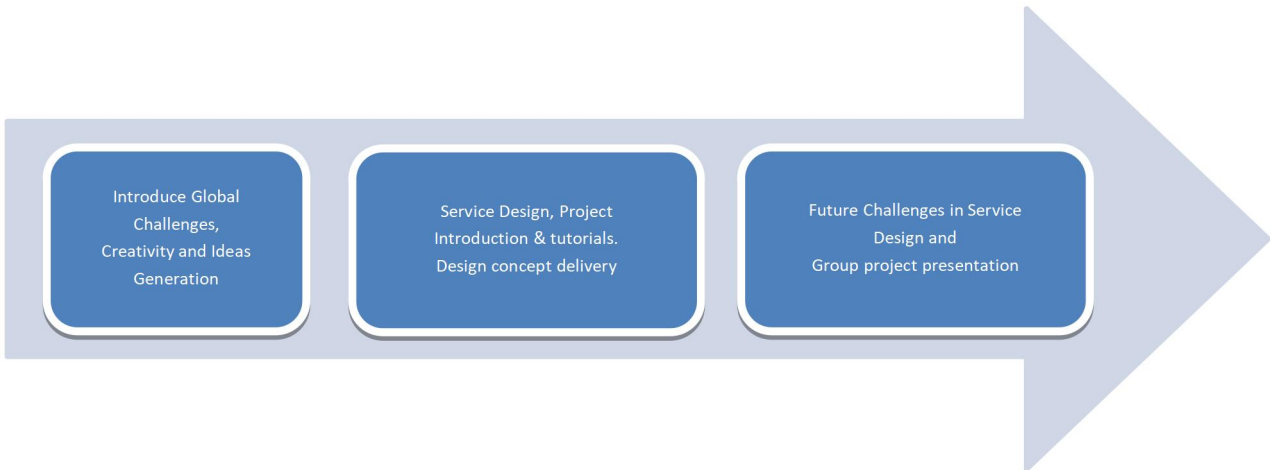 Introduce Global
Challenges,
Creativity and Ideas
Generation
Service Design, Project
Introduction & tutorials.
Design concept delivery
Future Challenges in Service
Design and
Group project presentation